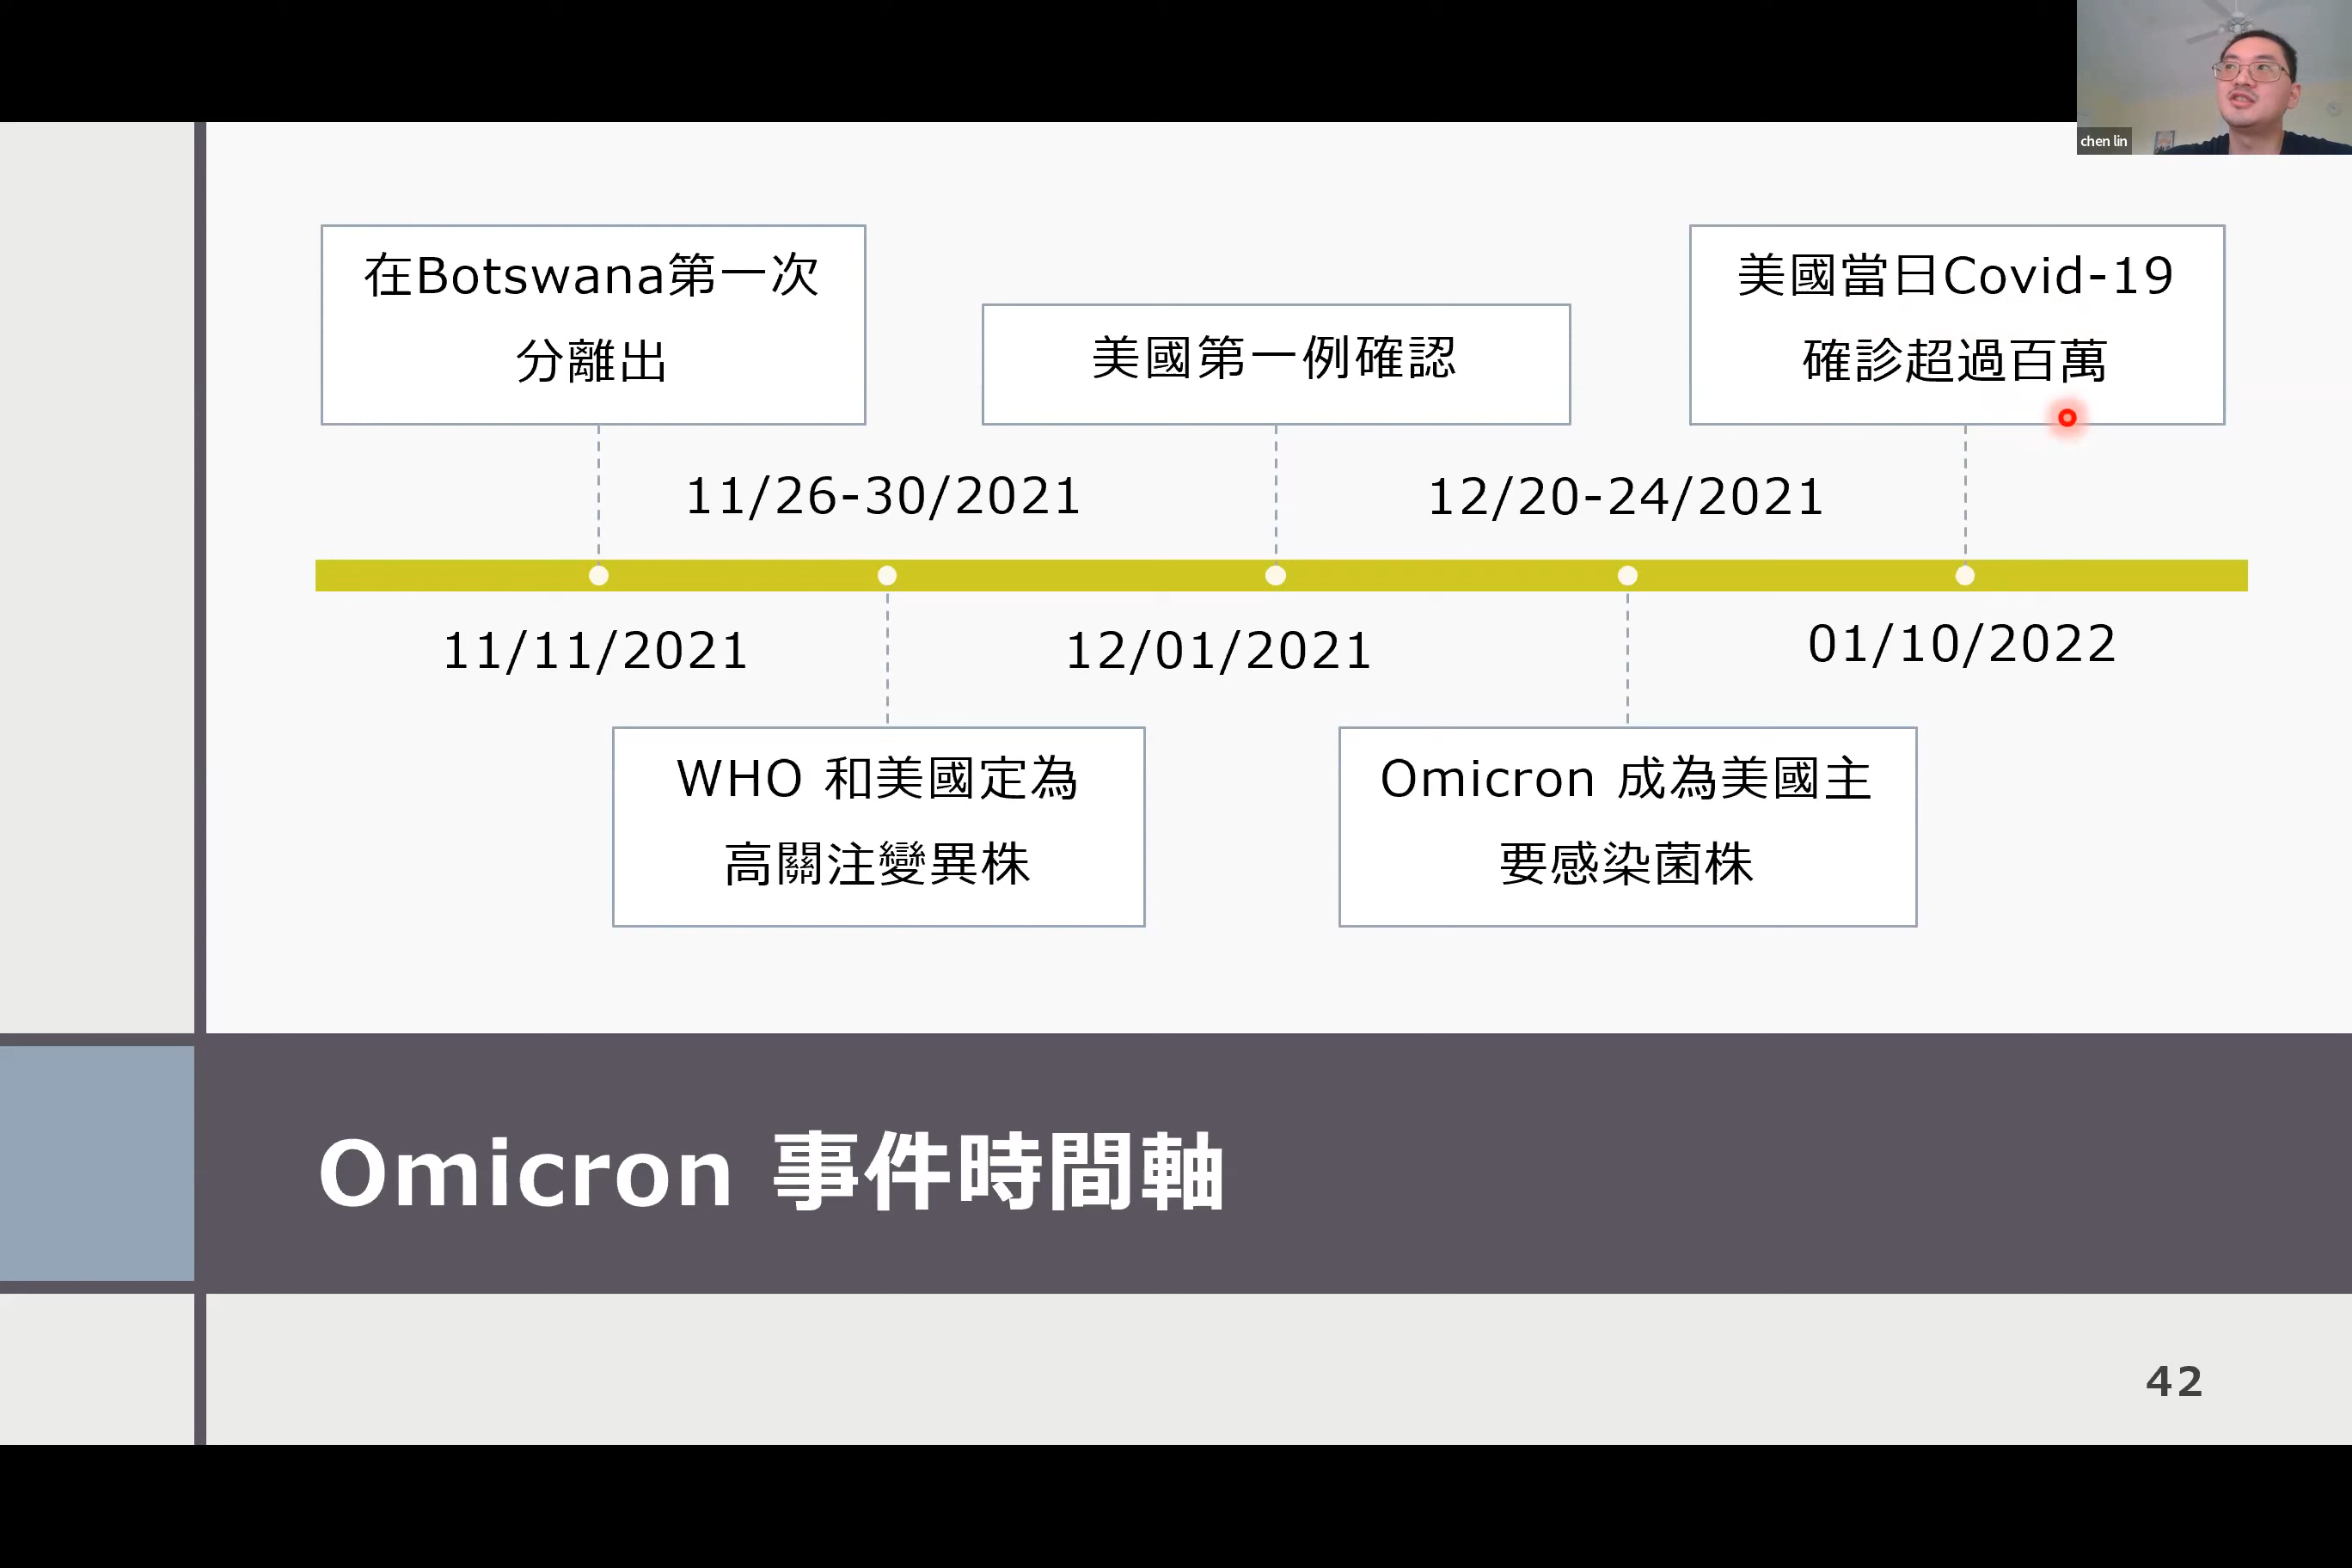 chen lin
在Botswana第一次
分離出
美國第一例確認
美國當日Covid-19
確診超過百萬
11/26-30/2021
12/20-24/2021
11/11/2021
12/01/2021
01/10/2022
WHO 和美國定為
高關注變異株
Omicron 成為美國主
要感染菌株
Omicron 事件時間軸
42